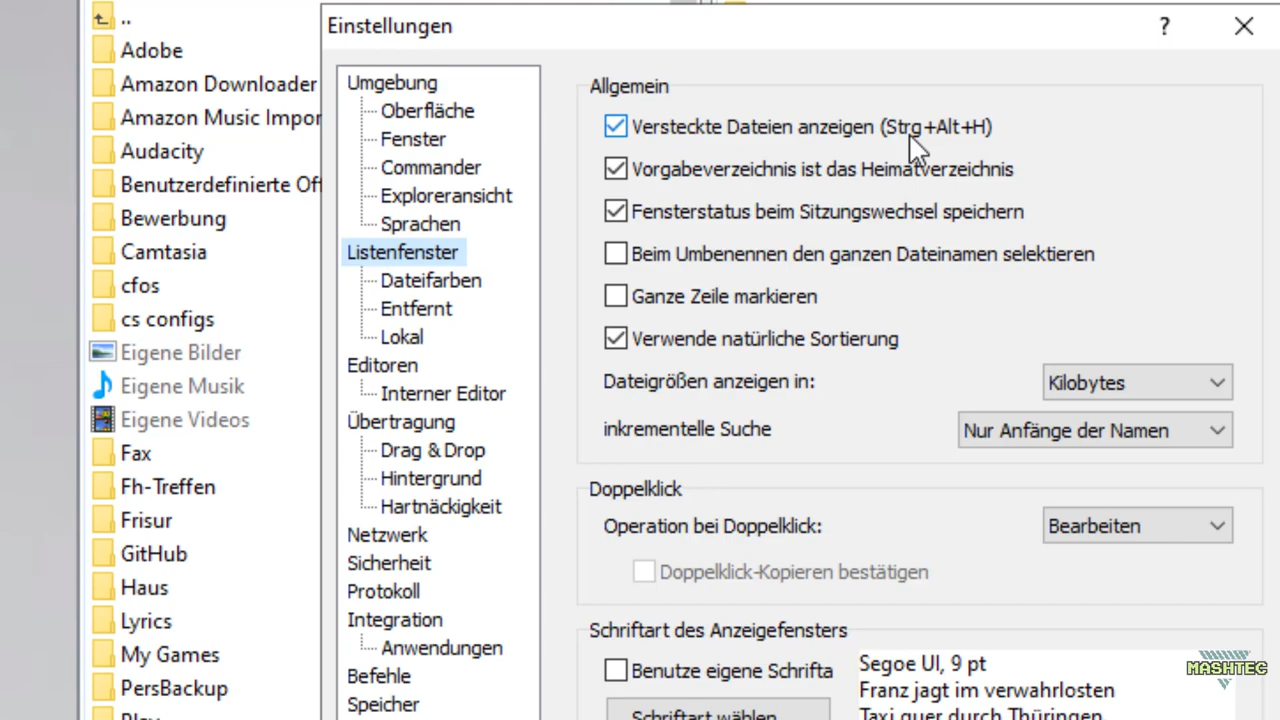 ..
Adobe
Amazon Downloader
Amazon Music Impor
Audacity
Benutzerdefinierte Off
Bewerbung
Camtasia
cfos
cs configs
Eigene Bilder
Eigene Musik
Eigene Videos
Fax
Fh-Treffen
Frisur
GitHub
Haus
Lyrics
My Games
PersBackup
Einstellungen
?
Umgebung
Oberfläche
Fenster
Commander
Exploreransicht
Sprachen
Listenfenster
Dateifarben
Entfernt
Lokal
Editoren
Interner Editor
Übertragung
Drag & Drop
Hintergrund
Hartnäckigkeit
Netzwerk
Sicherheit
Protokoll
Integration
Anwendungen
Befehle
Speicher
Allgemein
Versteckte Dateien anzeigen (Strg+Alt+H)
Vorgabeverzeichnis ist das Heimatverzeichnis
Fensterstatus beim Sitzungswechsel speichern
Beim Umbenennen den ganzen Dateinamen selektieren
Ganze Zeile markieren
Verwende natürliche Sortierung
Dateigrößen anzeigen in: Kilobytes
inkrementelle Suche Nur Anfänge der Namen
Doppelklick
Operation bei Doppelklick: Bearbeiten
Doppelklick-Kopieren bestätigen
Schriftart des Anzeigefensters
Benutze eigene Schrifta
Schriftart wählen
Segoe UI, 9 pt
Franz jagt im verwahrlosten
Taxi quer durch Thüringen
MASHTEC